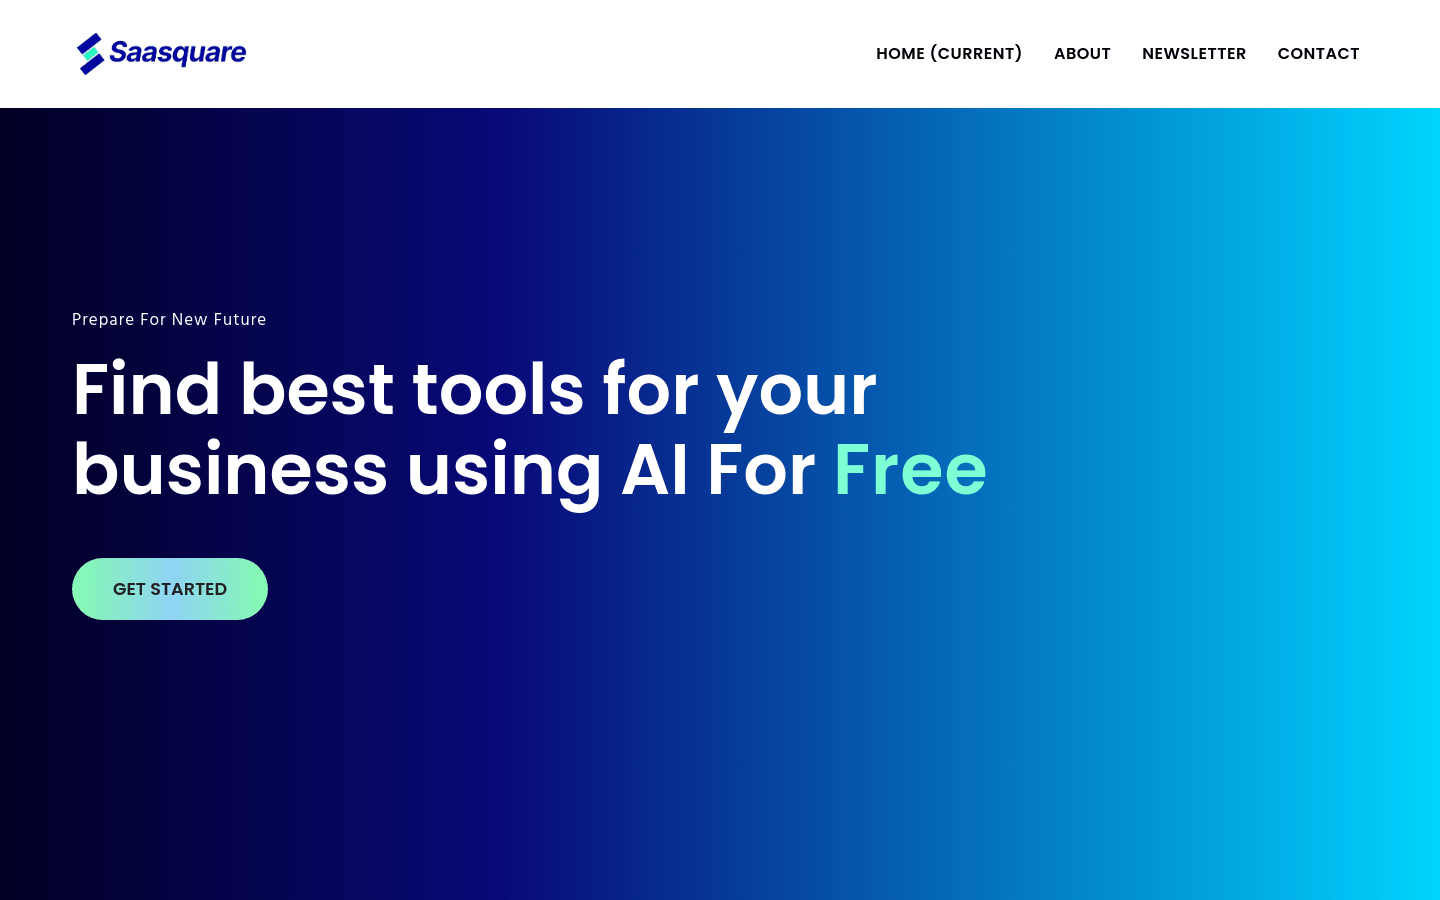 Saasquare
HOME (CURRENT) ABOUT NEWSLETTER CONTACT
Prepare For New Future
Find best tools for your
business using AI For Free
GET STARTED